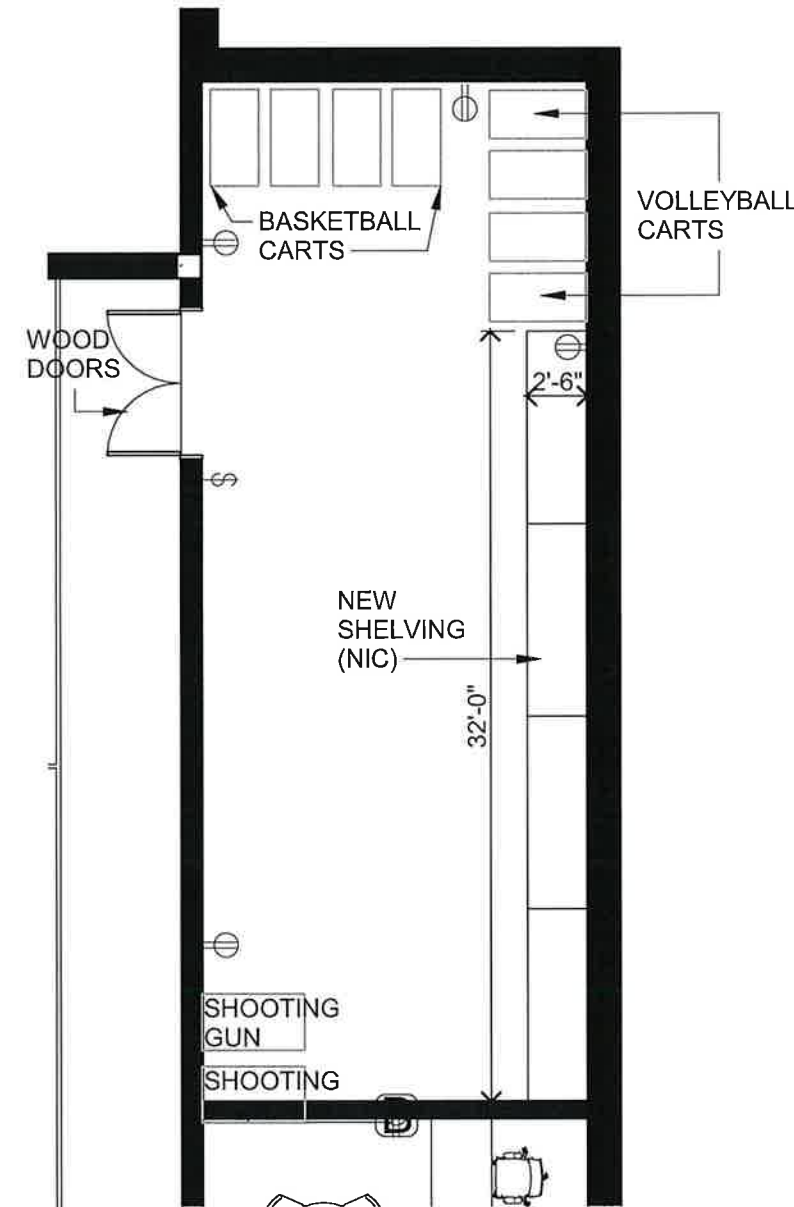 BASKETBALL
CARTS
VOLLEYBALL
CARTS
WOOD
DOORS
2'-6"
S
NEW
SHELVING
(NIC)
32'-0"
SHOOTING
GUN
SHOOTING
D